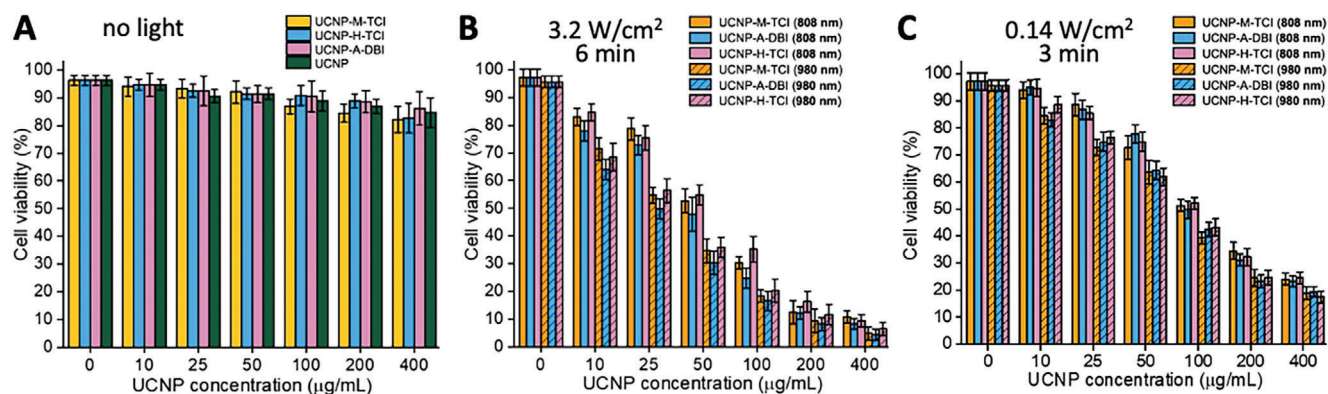 A
no light
UCNP-M-TCI
UCNP-H-TCI
UCNP-A-DBI
UCNP
Cell viability (%)
100
90
80
70
60
50
40
30
20
10
0
0 10 25 50 100 200 400
UCNP concentration (μg/mL)
B
3.2 W/cm²
6 min
UCNP-M-TCI (808 nm)
UCNP-A-DBI (808 nm)
UCNP-H-TCI (808 nm)
UCNP-M-TCI (980 nm)
UCNP-A-DBI (980 nm)
UCNP-H-TCI (980 nm)
Cell viability (%)
100
90
80
70
60
50
40
30
20
10
0
0 10 25 50 100 200 400
UCNP concentration (μg/mL)
C
0.14 W/cm²
3 min
UCNP-M-TCI (808 nm)
UCNP-A-DBI (808 nm)
UCNP-H-TCI (808 nm)
UCNP-M-TCI (980 nm)
UCNP-A-DBI (980 nm)
UCNP-H-TCI (980 nm)
Cell viability (%)
100
90
80
70
60
50
40
30
20
10
0
0 10 25 50 100 200 400
UCNP concentration (μg/mL)